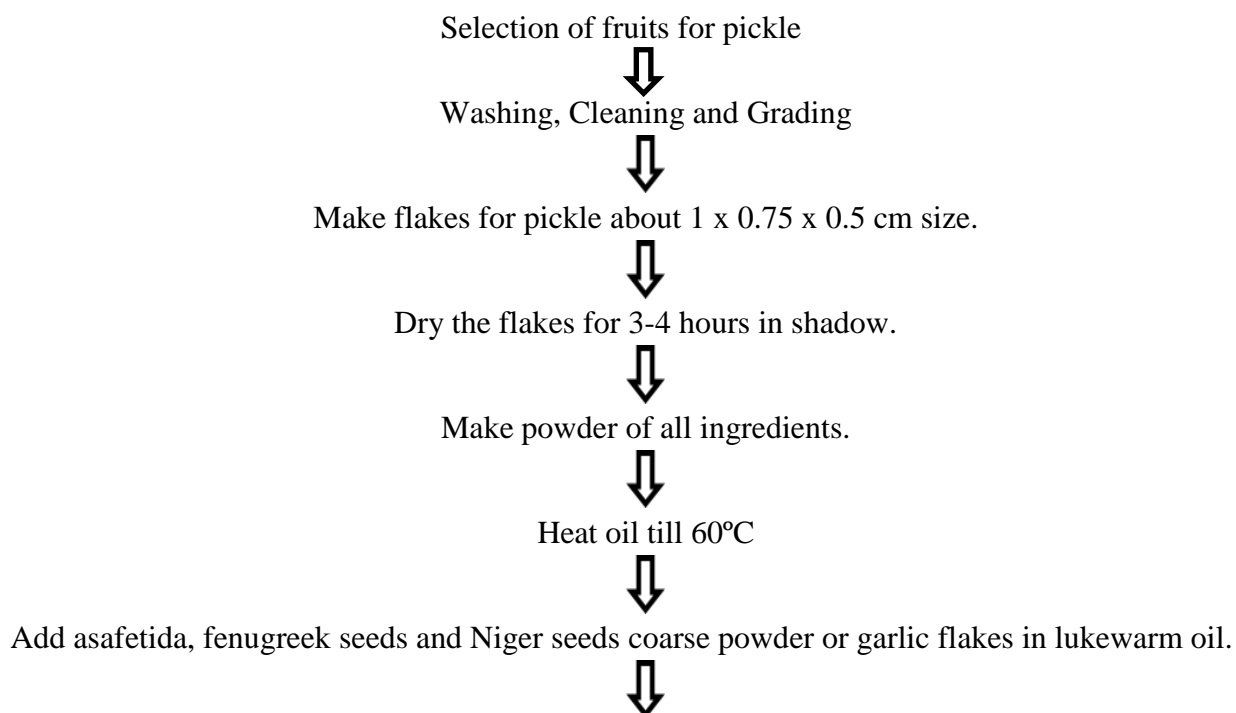 Selection of fruits for pickle
Washing, Cleaning and Grading
Make flakes for pickle about 1 x 0.75 x 0.5 cm size.
Dry the flakes for 3-4 hours in shadow.
Make powder of all ingredients.
Heat oil till 60ºC
Add asafetida, fenugreek seeds and Niger seeds coarse powder or garlic flakes in lukewarm oil.